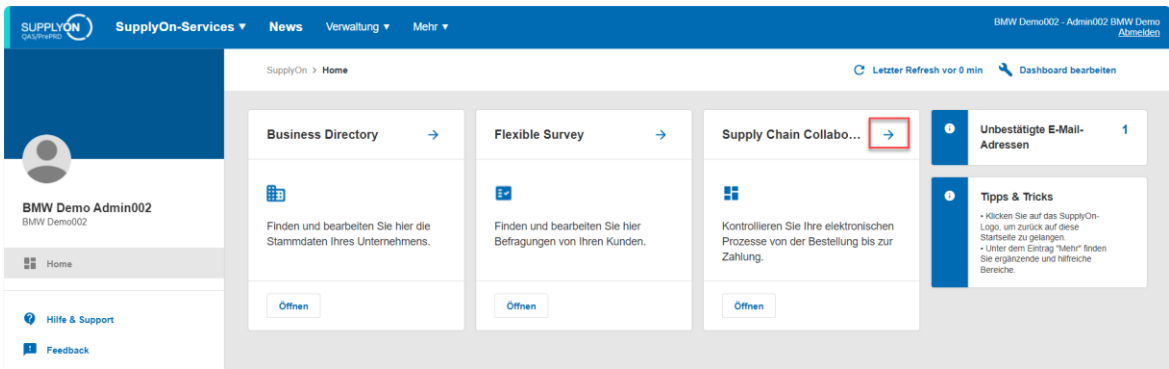 SUPPLYON
QAS/PrePRD
SupplyOn-Services ▼
News
Verwaltung ▼
Mehr ▼
BMW Demo002 - Admin002 BMW Demo
Abmelden
SupplyOn > Home
Letzter Refresh vor 0 min
Dashboard bearbeiten
BMW Demo Admin002
BMW Demo002
Home
Hilfe & Support
Feedback
Business Directory →
Finden und bearbeiten Sie hier die
Stammdaten Ihres Unternehmens.
Öffnen
Flexible Survey →
Finden und bearbeiten Sie hier
Befragungen von Ihren Kunden.
Öffnen
Supply Chain Collabo... →
Kontrollieren Sie Ihre elektronischen
Prozesse von der Bestellung bis zur
Zahlung.
Öffnen
Unbestätigte E-Mail-
Adressen
1
Tipps & Tricks
• Klicken Sie auf das SupplyOn-
Logo, um zurück auf diese
Startseite zu gelangen.
• Unter dem Eintrag "Mehr" finden
Sie ergänzende und hilfreiche
Bereiche.